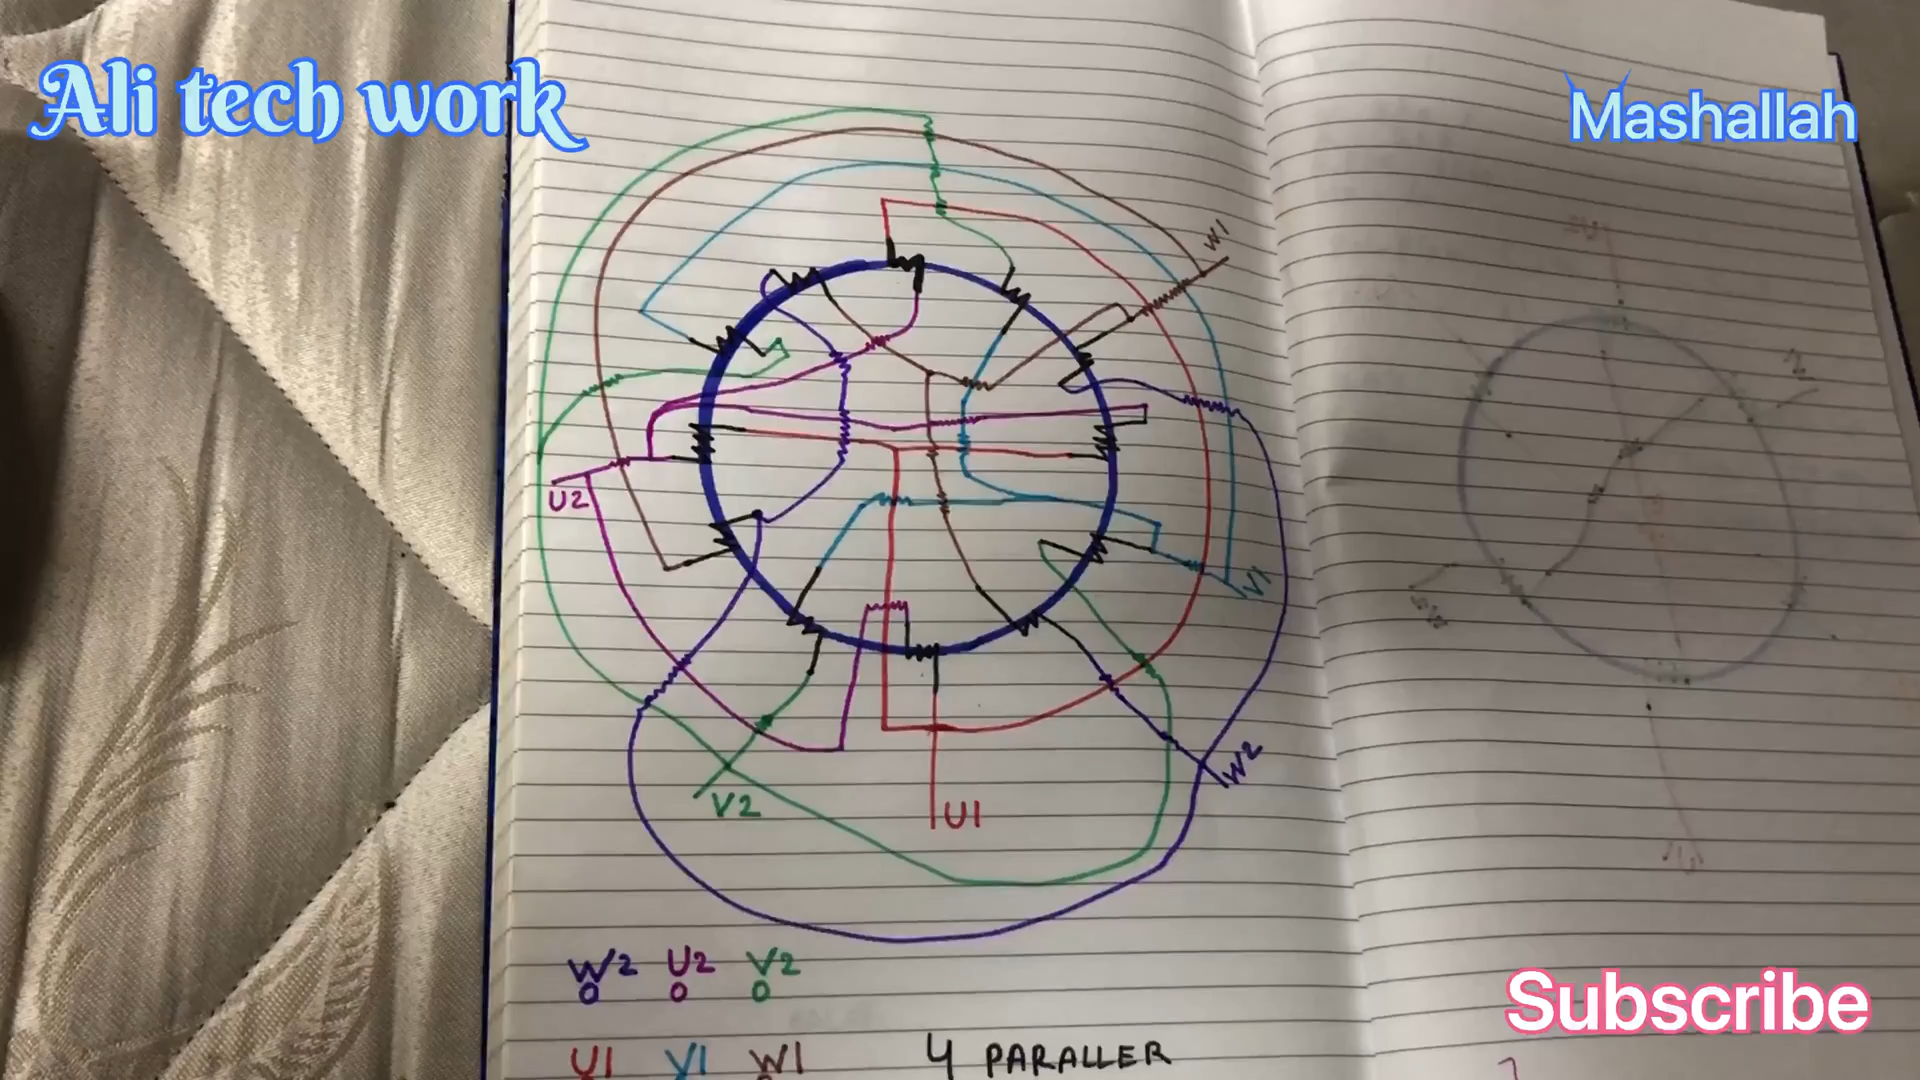 Ali tech work
Mashallah
W1
U2
V1
W2
V2
U1
W2 U2 V2
U1 V1 W1
4 PARALLER
Subscribe